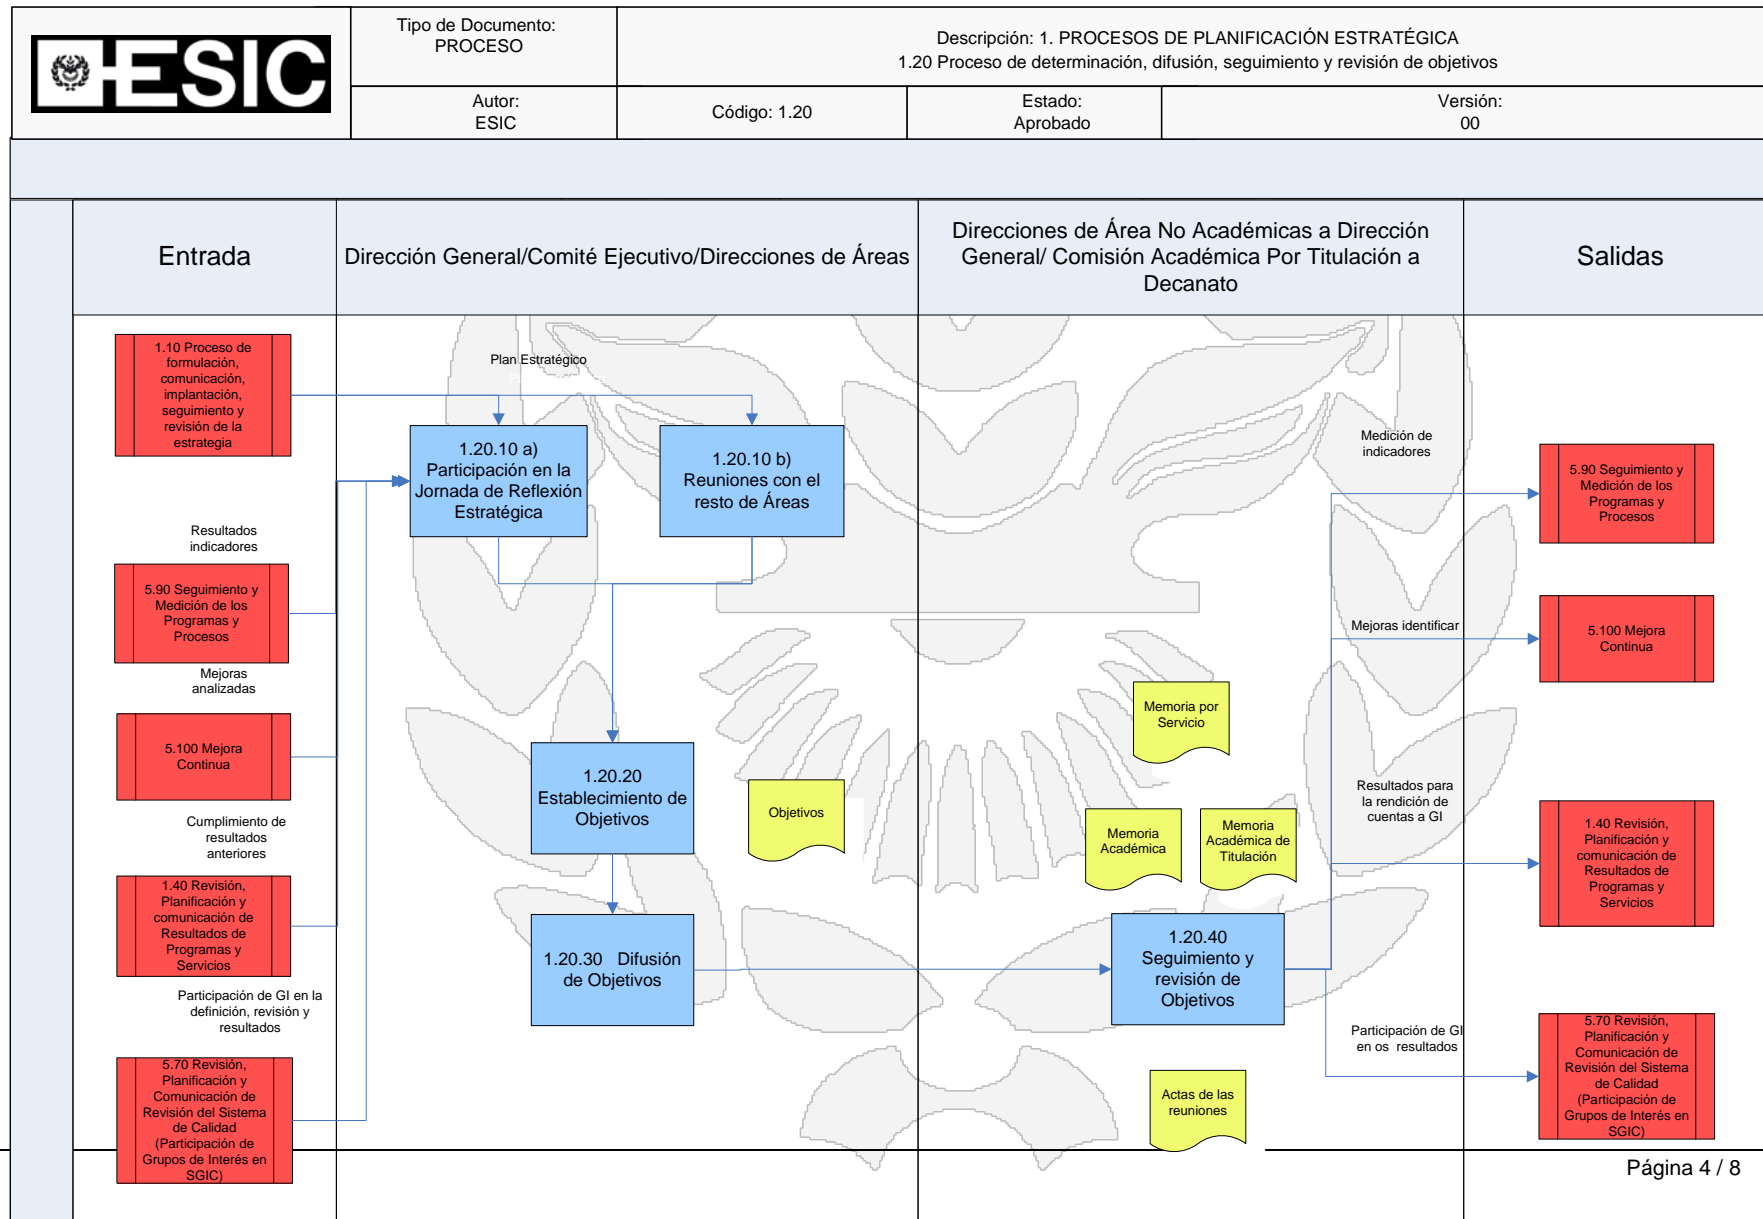 ESIC
Tipo de Documento:
PROCESO
Descripción: 1. PROCESOS DE PLANIFICACIÓN ESTRATÉGICA
1.20 Proceso de determinación, difusión, seguimiento y revisión de objetivos
Autor:
ESIC
Código: 1.20
Estado:
Aprobado
Versión:
00
Entrada
Dirección General/Comité Ejecutivo/Direcciones de Áreas
Direcciones de Área No Académicas a Dirección
General/ Comisión Académica Por Titulación a
Decanato
Salidas
1.10 Proceso de
formulación,
comunicación,
implantación,
seguimiento y
revisión de la
estrategia
Resultados
indicadores
5.90 Seguimiento y
Medición de los
Programas y
Procesos
Mejoras
analizadas
5.100 Mejora
Continua
Cumplimiento de
resultados
anteriores
1.40 Revisión,
Planificación y
comunicación de
Resultados de
Programas y
Servicios
Participación de GI en la
definición, revisión y
resultados
5.70 Revisión,
Planificación y
Comunicación de
Revisión del Sistema
de Calidad
(Participación de
Grupos de Interés en
SGIC)
Plan Estratégico
1.20.10 a)
Participación en la
Jornada de Reflexión
Estratégica
1.20.10 b)
Reuniones con el
resto de Áreas
1.20.20
Establecimiento de
Objetivos
Objetivos
1.20.30 Difusión
de Objetivos
Memoria por
Servicio
Memoria
Académica
Memoria
Académica de
Titulación
1.20.40
Seguimiento y
revisión de
Objetivos
Actas de las
reuniones
Medición de
indicadores
Mejoras identificar
Resultados para
la rendición de
cuentas a GI
Participación de GI
en os resultados
5.90 Seguimiento y
Medición de los
Programas y
Procesos
5.100 Mejora
Continua
1.40 Revisión,
Planificación y
comunicación de
Resultados de
Programas y
Servicios
5.70 Revisión,
Planificación y
Comunicación de
Revisión del Sistema
de Calidad
(Participación de
Grupos de Interés en
SGIC)
Página 4 / 8